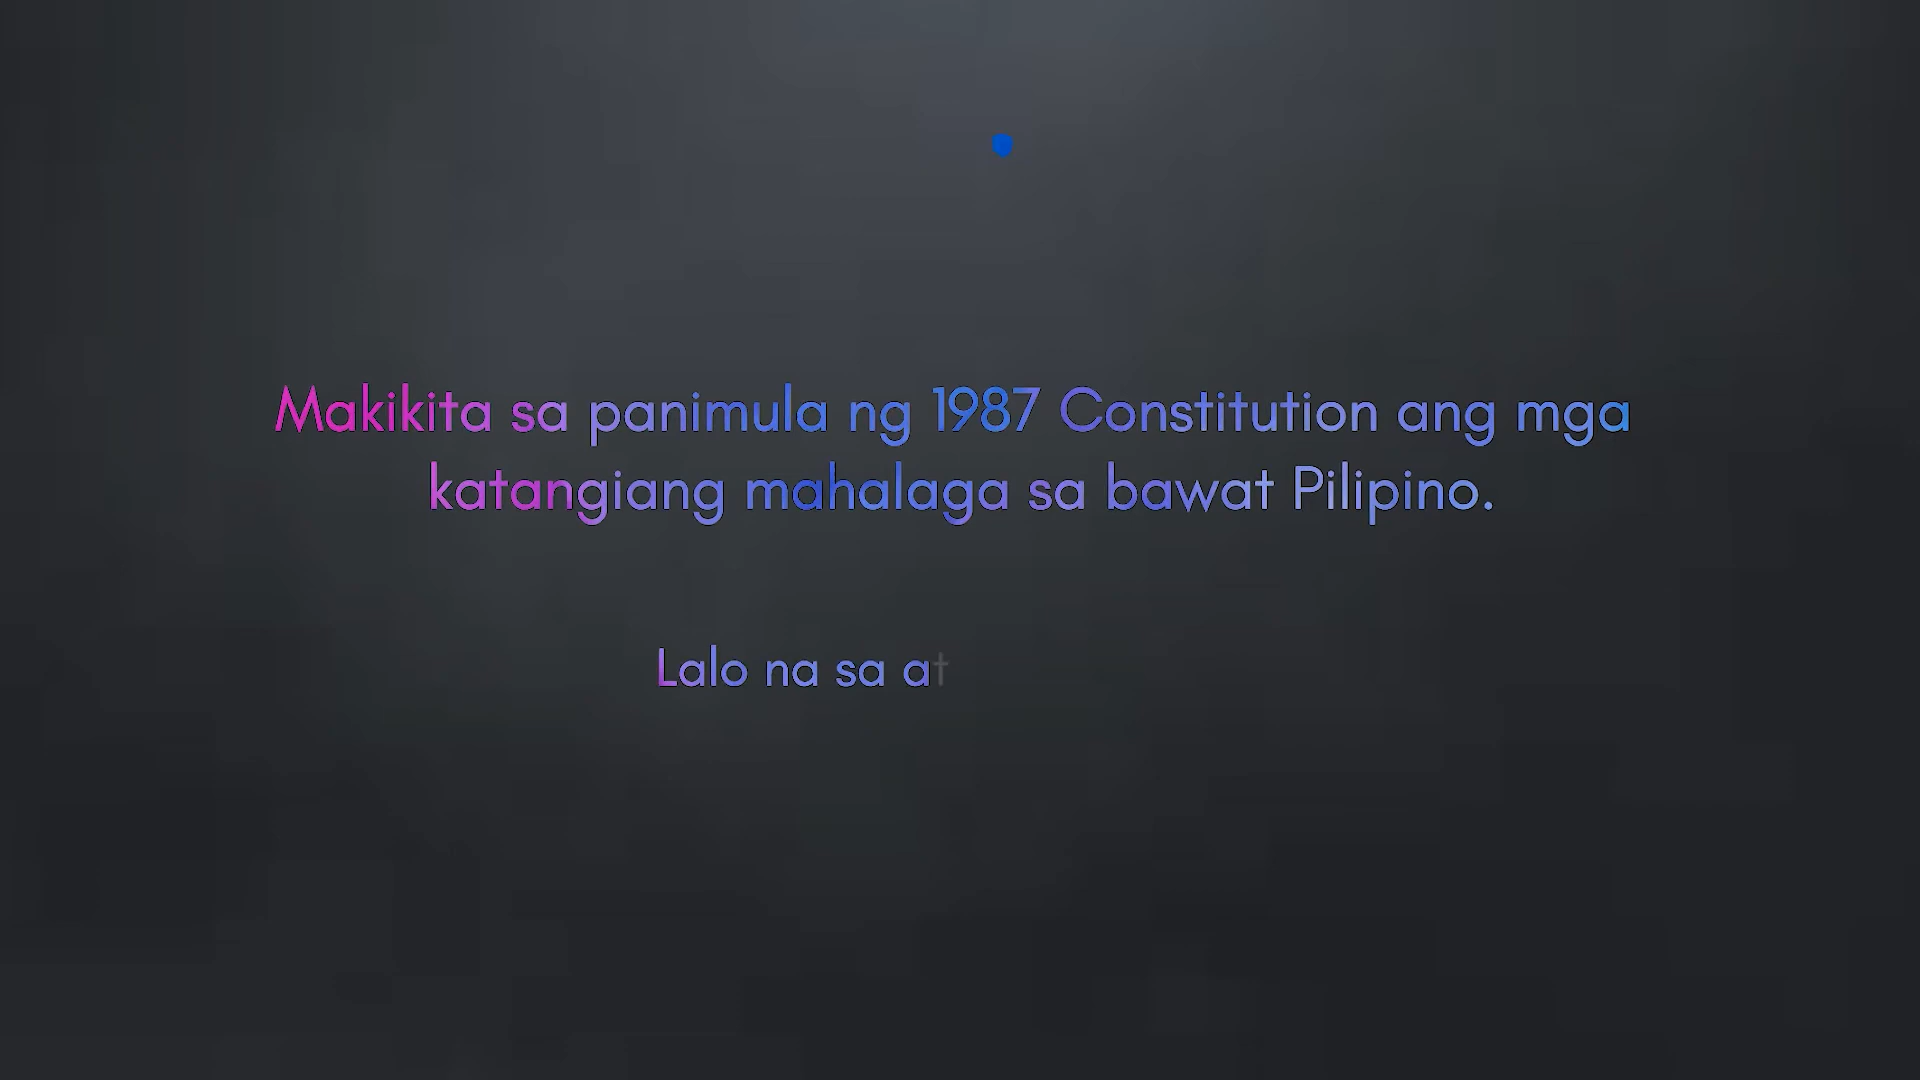 Makikita sa panimula ng 1987 Constitution ang mga
katangiang mahalaga sa bawat Pilipino.
Lalo na sa at